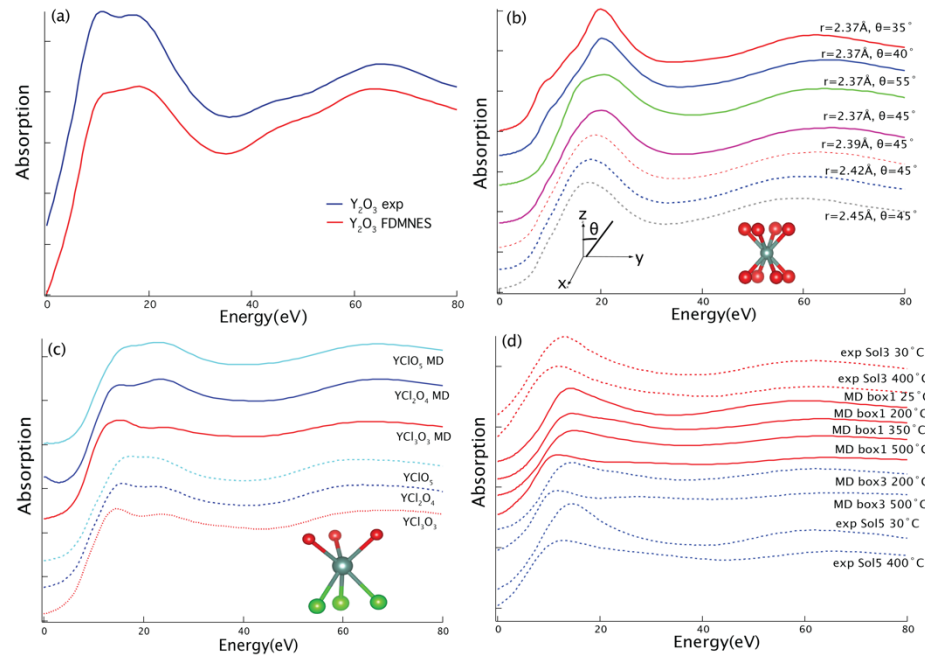 (a)
Absorption
Y₂O₃ exp
Y₂O₃ FDMNES
0
20
40
60
80
Energy(eV)
(b)
Absorption
r=2.37Å, θ=35°
r=2.37Å, θ=40°
r=2.37Å, θ=55°
r=2.37Å, θ=45°
r=2.39Å, θ=45°
r=2.42Å, θ=45°
r=2.45Å, θ=45°
z
θ
y
x
0
20
40
60
80
Energy(eV)
(c)
Absorption
YClO₅ MD
YCl₂O₄ MD
YCl₃O₃ MD
YClO₅
YCl₂O₄
YCl₃O₃
0
20
40
60
80
Energy(eV)
(d)
Absorption
exp Sol3 30°C
exp Sol3 400°C
MD box1 25°C
MD box1 200°C
MD box1 350°C
MD box1 500°C
MD box3 200°C
MD box3 500°C
exp Sol5 30°C
exp Sol5 400°C
0
20
40
60
80
Energy(eV)